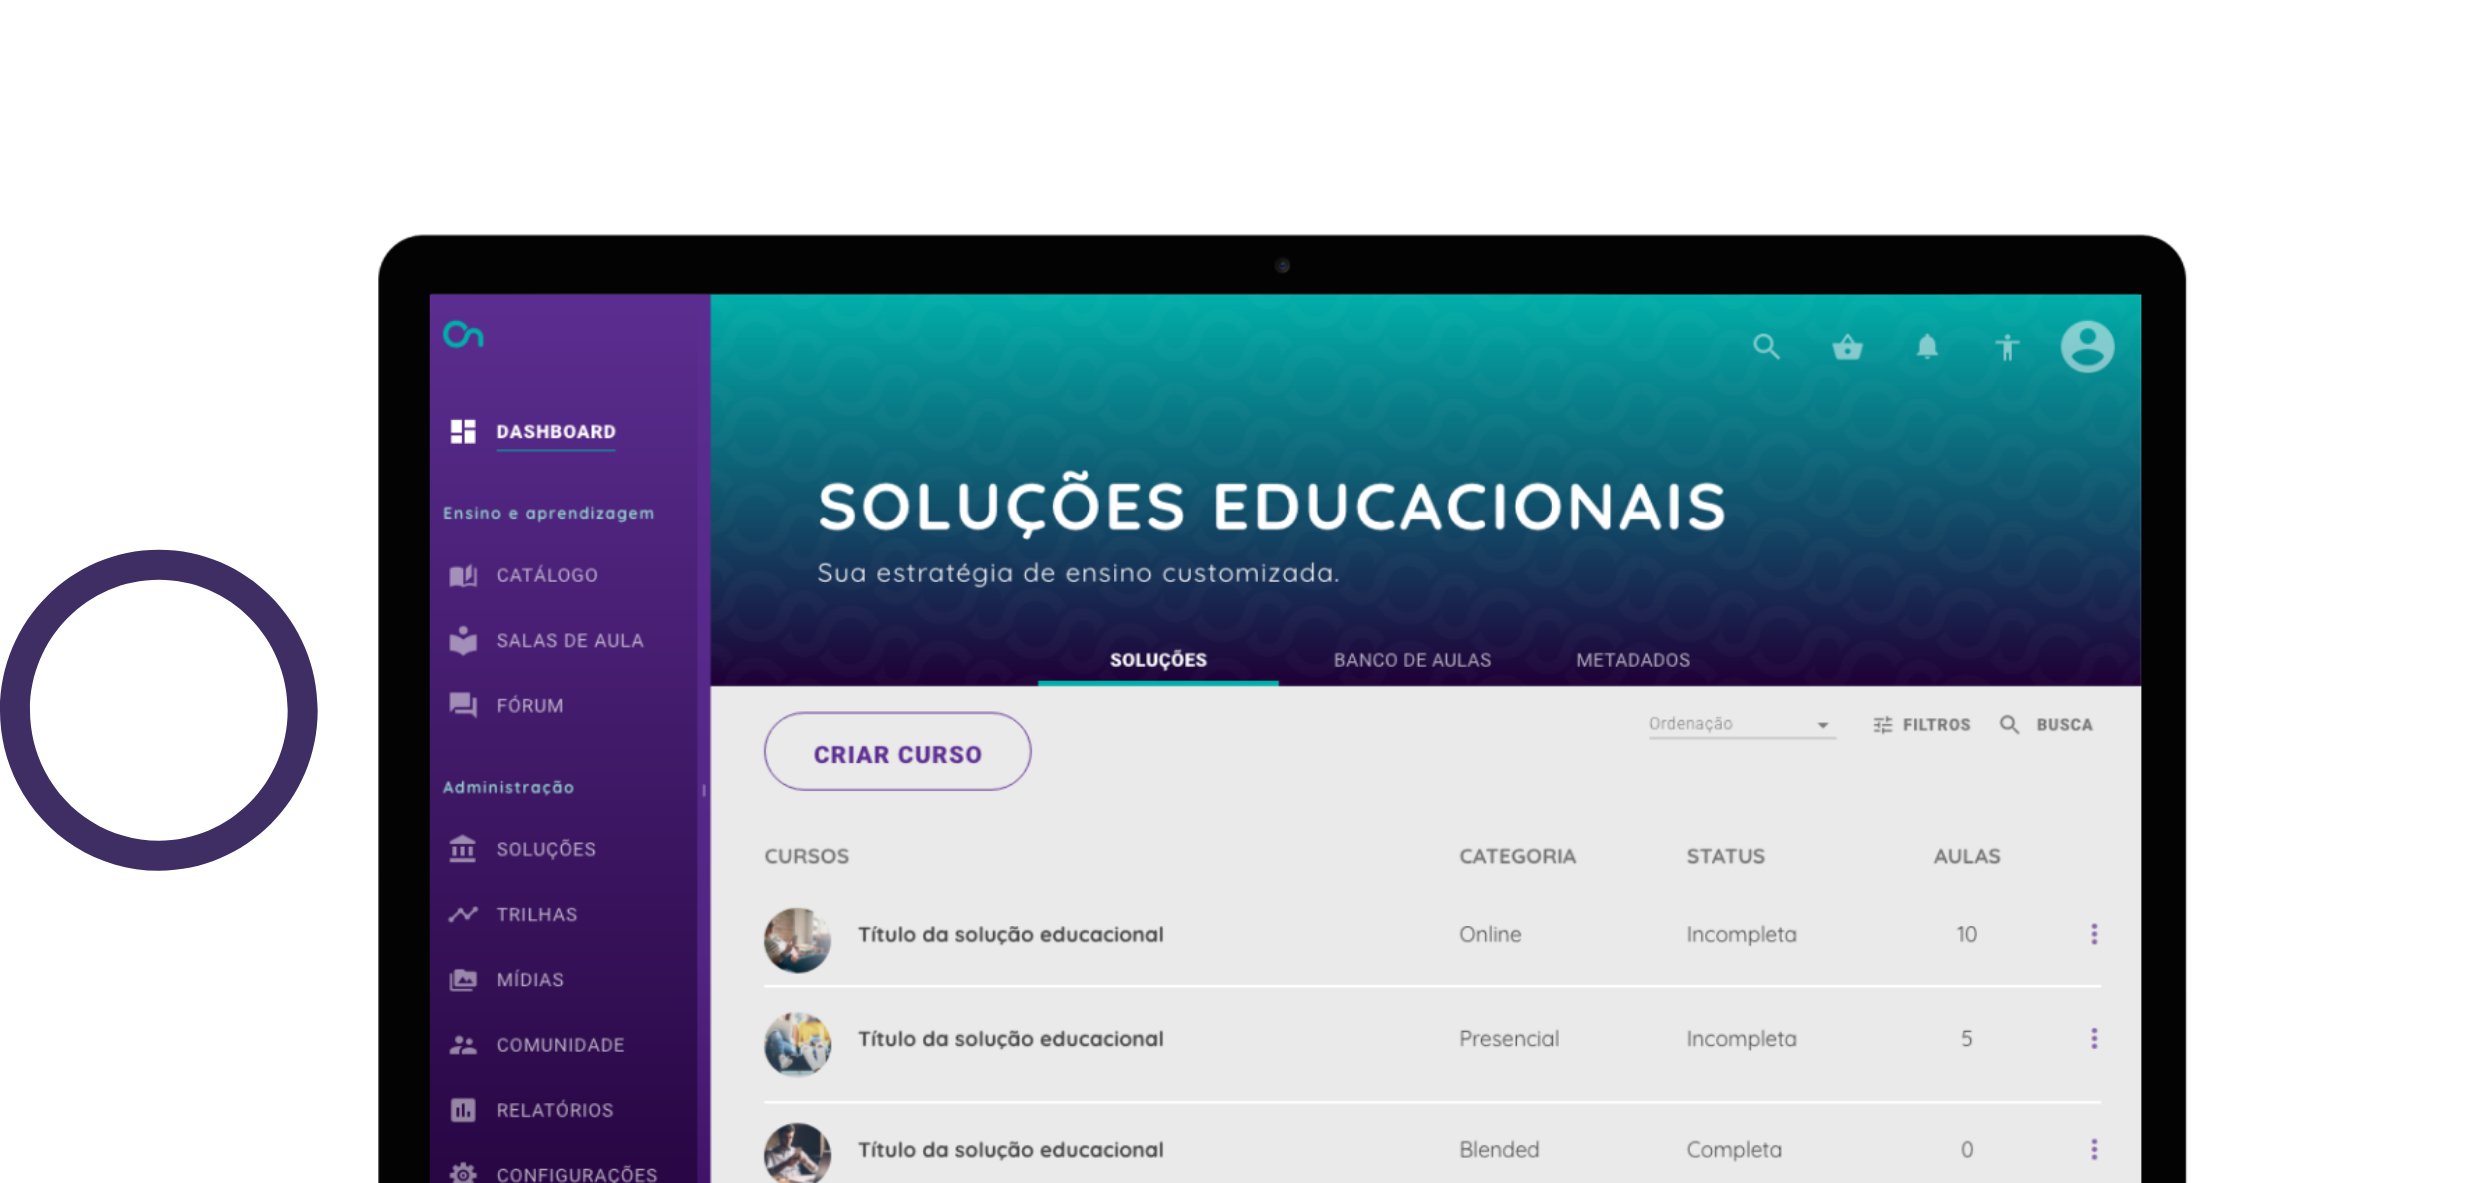 DASHBOARD
Ensino e aprendizagem
CATÁLOGO
SALAS DE AULA
FÓRUM
Administração
SOLUÇÕES
TRILHAS
MÍDIAS
COMUNIDADE
RELATÓRIOS
CONFIGURAÇÕES
SOLUÇÕES EDUCACIONAIS
Sua estratégia de ensino customizada.
SOLUÇÕES BANCO DE AULAS METADADOS
CRIAR CURSO Ordenação FILTROS BUSCA
CURSOS CATEGORIA STATUS AULAS
Título da solução educacional Online Incompleta 10
Título da solução educacional Presencial Incompleta 5
Título da solução educacional Blended Completa 0